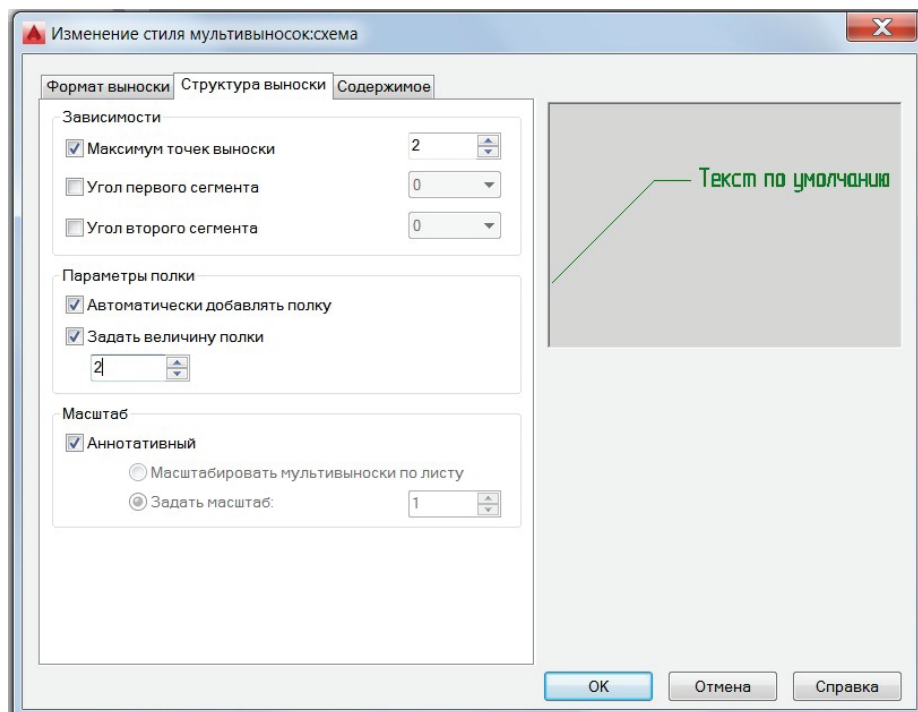 Изменение стиля мультивыносок:схема
Формат выноски Структура выноски Содержимое
Зависимости
Максимум точек выноски 2
Угол первого сегмента 0
Угол второго сегмента 0
Параметры полки
Автоматически добавлять полку
Задать величину полки
2
Масштаб
Аннотативный
Масштабировать мультивыноски по листу
Задать масштаб: 1
Текст по умолчанию
OK Отмена Справка